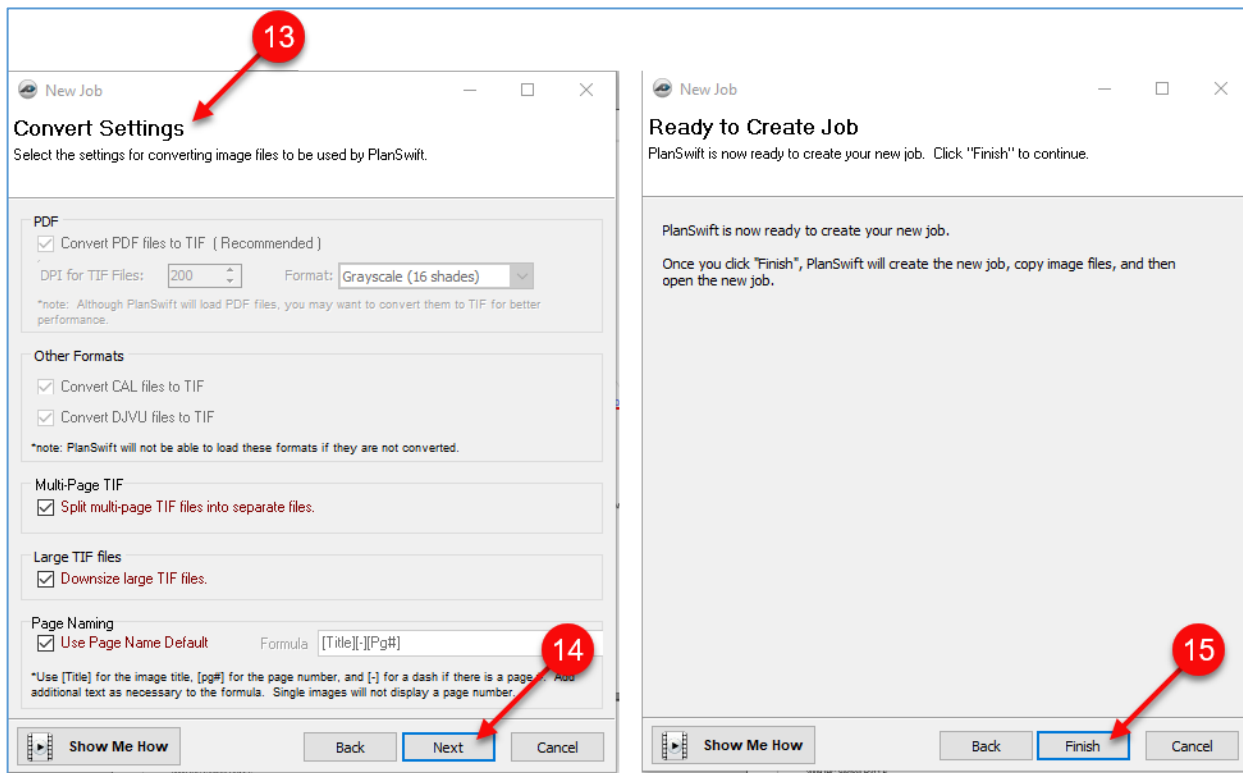 13
New Job
Convert Settings
Select the settings for converting image files to be used by PlanSwift.
PDF
Convert PDF files to TIF ( Recommended )
DPI for TIF Files: 200 Format: Grayscale (16 shades)
*note: Although PlanSwift will load PDF files, you may want to convert them to TIF for better
performance.
Other Formats
Convert CAL files to TIF
Convert DJVU files to TIF
*note: PlanSwift will not be able to load these formats if they are not converted.
Multi-Page TIF
Split multi-page TIF files into separate files.
Large TIF files
Downsize large TIF files.
Page Naming
Use Page Name Default Formula [Title][-][Pg#]
14
*Use [Title] for the image title, [pg#] for the page number, and [-] for a dash if there is a page Add
additional text as necessary to the formula. Single images will not display a page number.
Show Me How Back Next Cancel
New Job
Ready to Create Job
PlanSwift is now ready to create your new job. Click "Finish" to continue.
PlanSwift is now ready to create your new job.
Once you click "Finish", PlanSwift will create the new job, copy image files, and then
open the new job.
15
Show Me How Back Finish Cancel